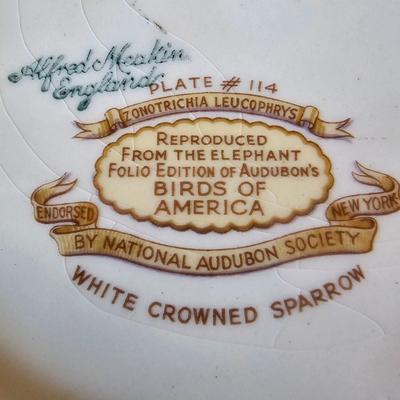 Alfred Meakin
England
PLATE # 114
ZONOTRICHIA LEUCOPHRYS
REPRODUCED
FROM THE ELEPHANT
FOLIO EDITION OF AUDUBON'S
BIRDS OF
AMERICA
ENDORSED
NEW YORK
BY NATIONAL AUDUBON SOCIETY
WHITE CROWNED SPARROW